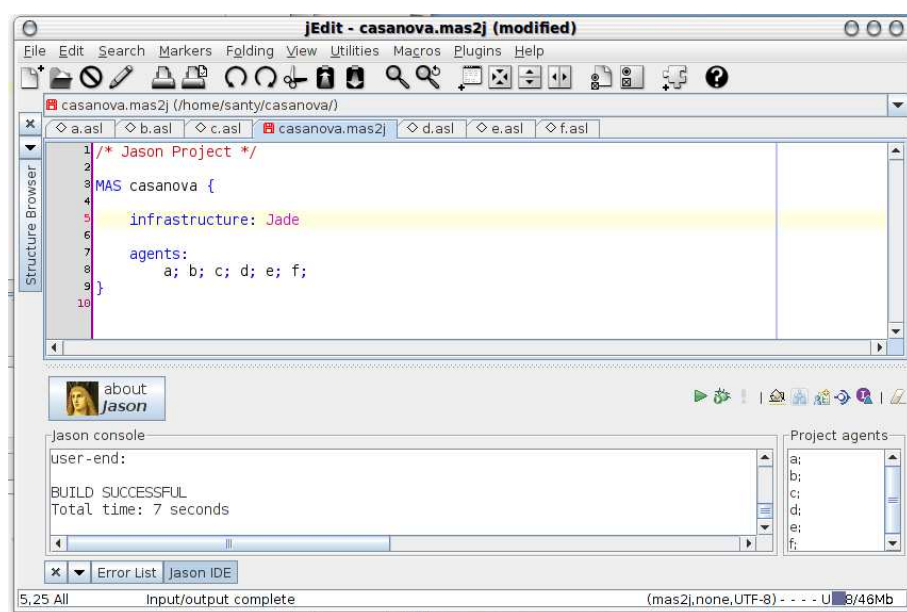 jEdit - casanova.mas2j (modified)
File Edit Search Markers Folding View Utilities Macros Plugins Help
casanova.mas2j (/home/santy/casanova/)
a.asl b.asl c.asl casanova.mas2j d.asl e.asl f.asl
Structure Browser
1 /* Jason Project */
2
3 MAS casanova {
4
5 infrastructure: Jade
6
7 agents:
8 a; b; c; d; e; f;
9 }
10
about
Jason
Jason console
user-end:
BUILD SUCCESSFUL
Total time: 7 seconds
Project agents
a;
b;
c;
d;
e;
f;
Error List Jason IDE
5,25 All Input/output complete (mas2j,none,UTF-8) - - - - U 8/46Mb